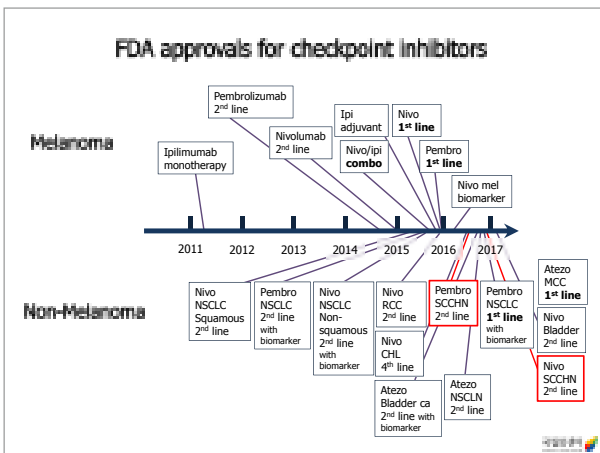 FDA approvals for checkpoint inhibitors
Melanoma
Pembrolizumab
2nd line
Ipilimumab
monotherapy
Nivolumab
2nd line
Ipi
adjuvant
Nivo/ipi
combo
Nivo
1st line
Pembro
1st line
Nivo mel
biomarker
2011
2012
2013
2014
2015
2016
2017
Non-Melanoma
Nivo
NSCLC
Squamous
2nd line
Pembro
NSCLC
2nd line
with
biomarker
Nivo
NSCLC
Non-
squamous
2nd line
with
biomarker
Nivo
RCC
2nd line
Nivo
CHL
4th line
Atezo
Bladder ca
2nd line with
biomarker
Pembro
SCCHN
2nd line
Atezo
NSCLN
2nd line
Pembro
NSCLC
1st line
with
biomarker
Atezo
MCC
1st line
Nivo
Bladder
2nd line
Nivo
SCCHN
2nd line